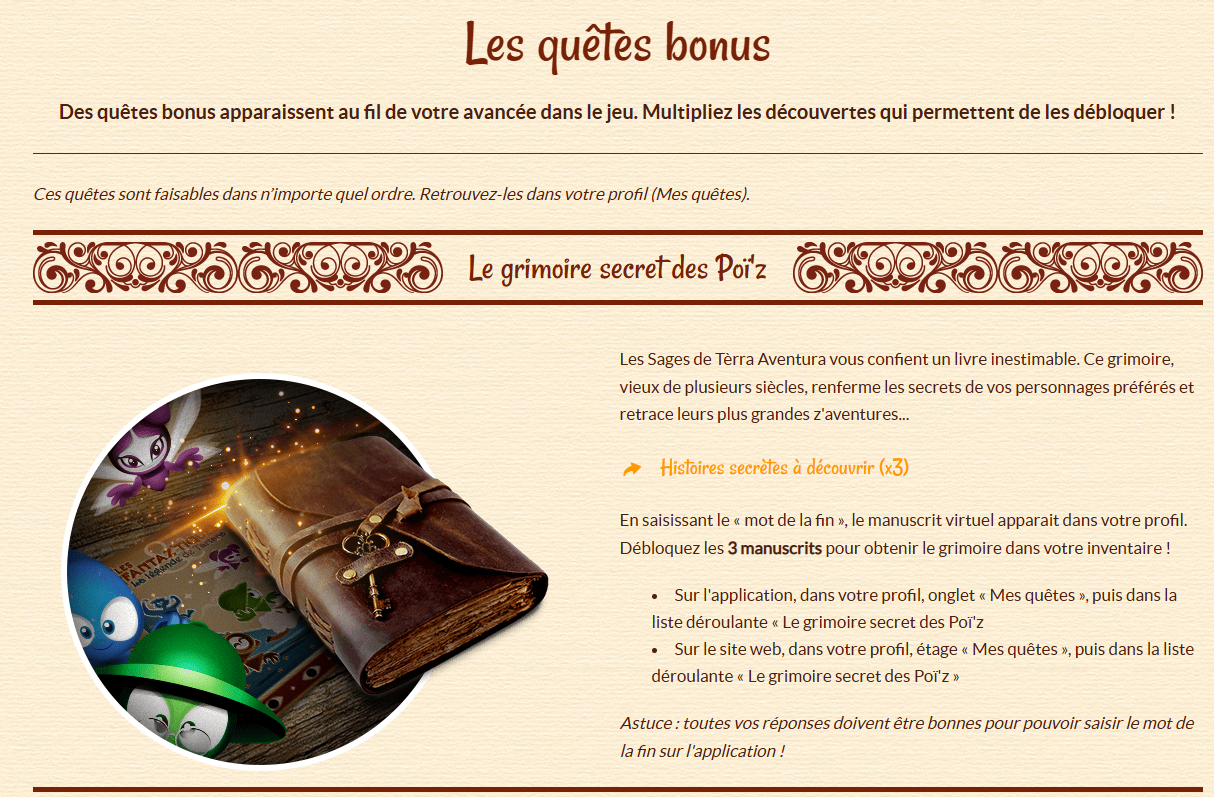 Les quêtes bonus
Des quêtes bonus apparaissent au fil de votre avancée dans le jeu. Multipliez les découvertes qui permettent de les débloquer !
Ces quêtes sont faisables dans n'importe quel ordre. Retrouvez-les dans votre profil (Mes quêtes).
Le grimoire secret des Poï'z
Les Sages de Tèrra Aventura vous confient un livre inestimable. Ce grimoire,
vieux de plusieurs siècles, renferme les secrets de vos personnages préférés et
retrace leurs plus grandes z'aventures...
Histoires secrètes à découvrir (x3)
En saisissant le « mot de la fin », le manuscrit virtuel apparait dans votre profil.
Débloquez les 3 manuscrits pour obtenir le grimoire dans votre inventaire !
• Sur l'application, dans votre profil, onglet « Mes quêtes », puis dans la
liste déroulante « Le grimoire secret des Poï'z
• Sur le site web, dans votre profil, étage « Mes quêtes », puis dans la liste
déroulante « Le grimoire secret des Poï'z »
Astuce : toutes vos réponses doivent être bonnes pour pouvoir saisir le mot de
la fin sur l'application !
LES
FANTAZ